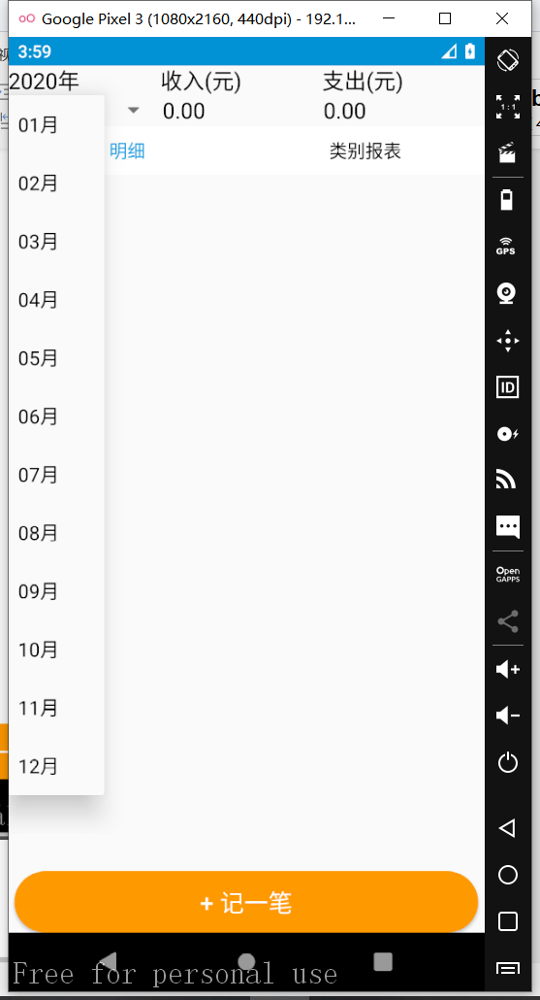 Google Pixel 3 (1080x2160, 440dpi) - 192.1...
3:59
2020年 收入(元) 支出(元)
0.00 0.00
明细 类别报表
01月
02月
03月
04月
05月
06月
07月
08月
09月
10月
11月
12月
+ 记一笔
Free for personal use
1:1
GPS
ID
Open
GAPPS